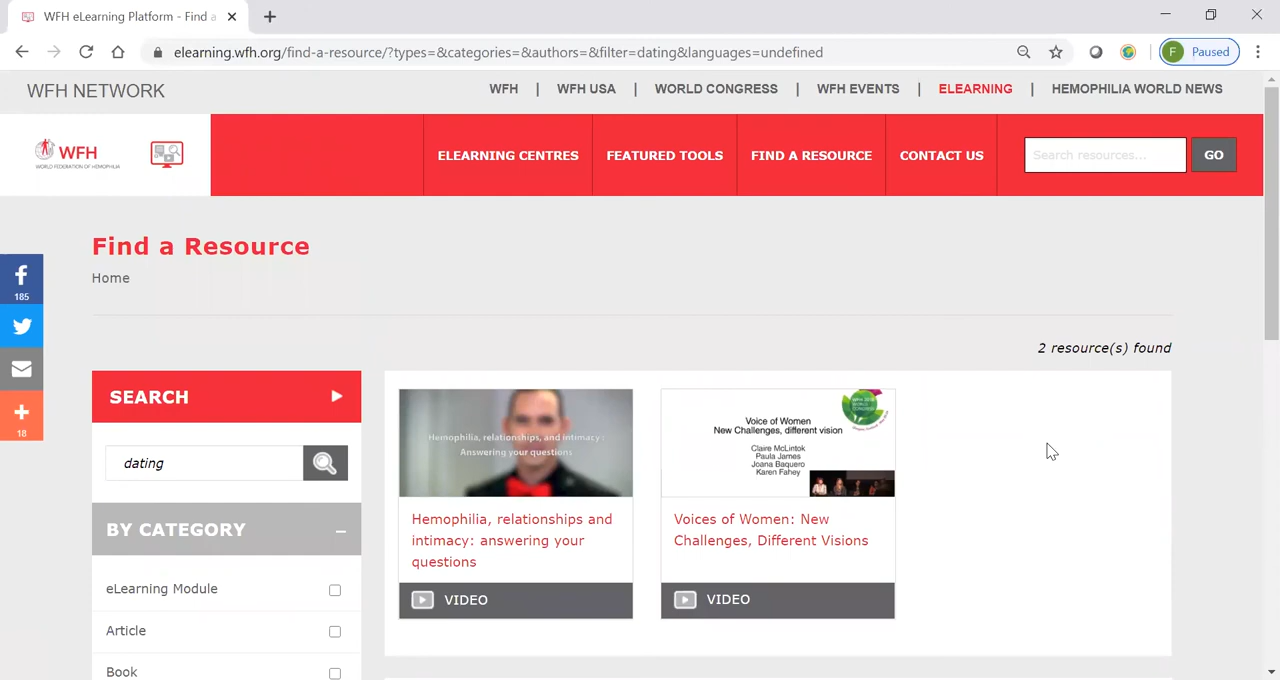 WFH eLearning Platform - Find a
elearning.wfh.org/find-a-resource/?types=&categories=&authors=&filter=dating&languages=undefined
F Paused
WFH NETWORK
WFH | WFH USA | WORLD CONGRESS | WFH EVENTS | ELEARNING | HEMOPHILIA WORLD NEWS
WFH
WORLD FEDERATION OF HEMOPHILIA
ELEARNING CENTRES
FEATURED TOOLS
FIND A RESOURCE
CONTACT US
Search resources...
GO
Find a Resource
Home
185
18
2 resource(s) found
SEARCH
dating
BY CATEGORY
eLearning Module
Article
Book
Hemophilia, relationships, and intimacy:
Answering your questions
Hemophilia, relationships and
intimacy: answering your
questions
VIDEO
Voice of Women
New Challenges, different vision
Claire McLintok
Paula James
Joana Baquero
Karen Fahey
Voices of Women: New
Challenges, Different Visions
VIDEO